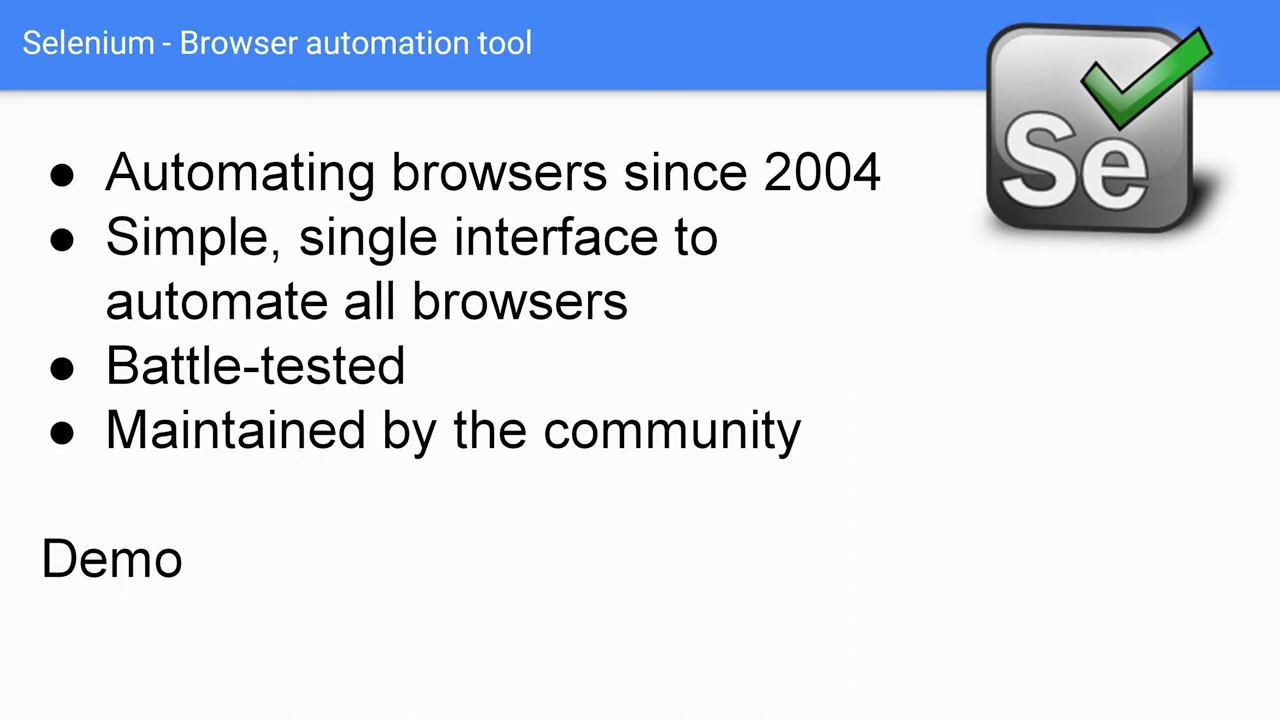 Selenium - Browser automation tool
Se
● Automating browsers since 2004
● Simple, single interface to
automate all browsers
● Battle-tested
● Maintained by the community
Demo